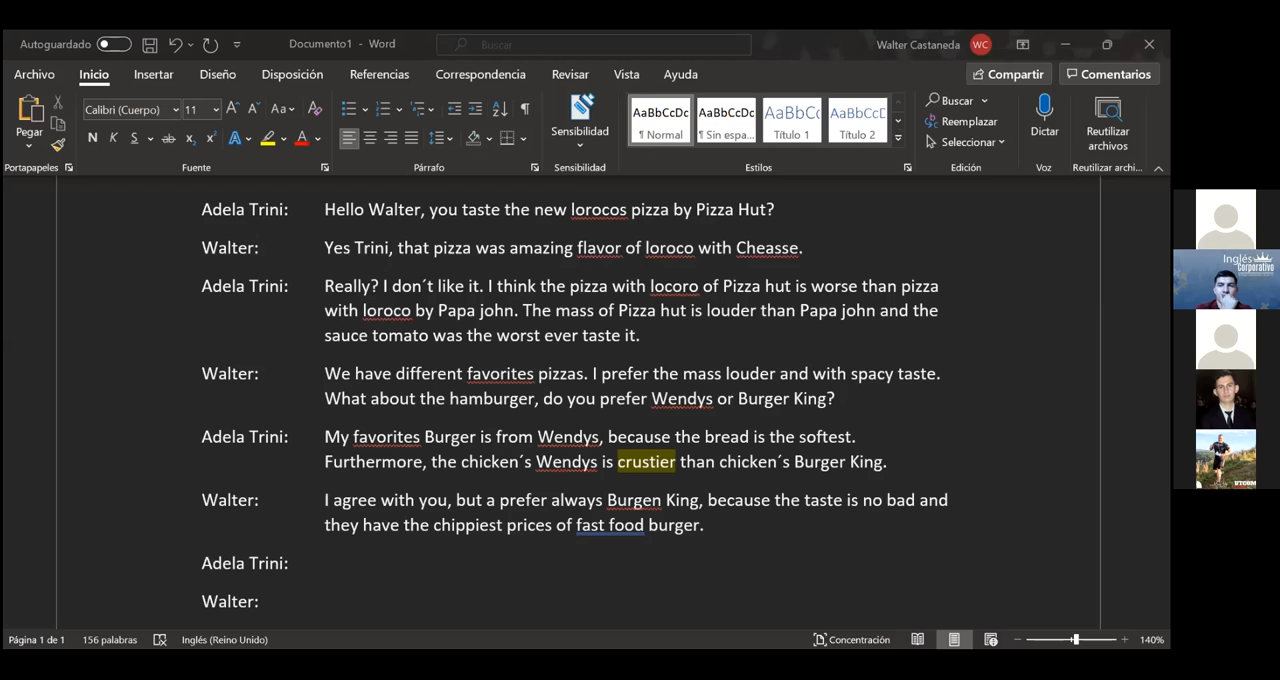 Autoguardado
Documento1 - Word
Buscar
Walter Castaneda WC
Archivo Inicio Insertar Diseño Disposición Referencias Correspondencia Revisar Vista Ayuda
Compartir Comentarios
Pegar
Calibri (Cuerpo) 11
Sensibilidad
AaBbCcDc AaBbCcDc AaBbCc AaBbCcD
¶ Normal ¶ Sin espa... Título 1 Título 2
Buscar
Reemplazar
Seleccionar
Dictar
Reutilizar
archivos
Portapapeles Fuente Párrafo Sensibilidad Estilos Edición Voz Reutilizar archi...
Adela Trini: Hello Walter, you taste the new lorocos pizza by Pizza Hut?
Walter: Yes Trini, that pizza was amazing flavor of loroco with Cheasse.
Adela Trini: Really? I don´t like it. I think the pizza with locoro of Pizza hut is worse than pizza
with loroco by Papa john. The mass of Pizza hut is louder than Papa john and the
sauce tomato was the worst ever taste it.
Walter: We have different favorites pizzas. I prefer the mass louder and with spacy taste.
What about the hamburger, do you prefer Wendys or Burger King?
Adela Trini: My favorites Burger is from Wendys, because the bread is the softest.
Furthermore, the chicken´s Wendys is crustier than chicken´s Burger King.
Walter: I agree with you, but a prefer always Burgen King, because the taste is no bad and
they have the chippiest prices of fast food burger.
Adela Trini:
Walter:
Página 1 de 1 156 palabras Inglés (Reino Unido) Concentración 140%
Inglés
Corporativo
UTCOM